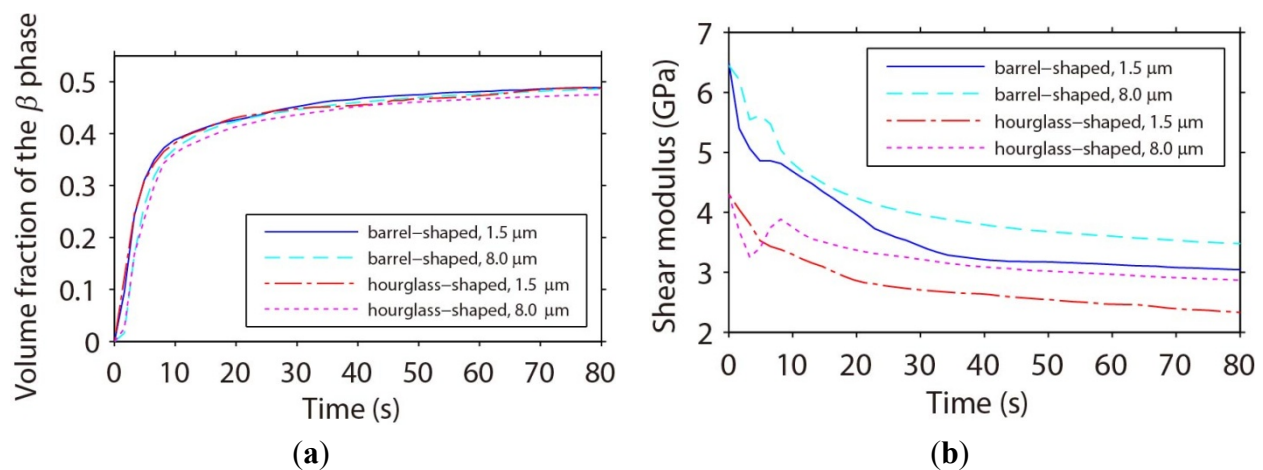 Volume fraction of the β phase
0.5
0.4
0.3
0.2
0.1
0
barrel−shaped, 1.5 μm
barrel−shaped, 8.0 μm
hourglass−shaped, 1.5 μm
hourglass−shaped, 8.0 μm
0 10 20 30 40 50 60 70 80
Time (s)
(a)
Shear modulus (GPa)
7
6
5
4
3
2
barrel−shaped, 1.5 μm
barrel−shaped, 8.0 μm
hourglass−shaped, 1.5 μm
hourglass−shaped, 8.0 μm
0 10 20 30 40 50 60 70 80
Time (s)
(b)